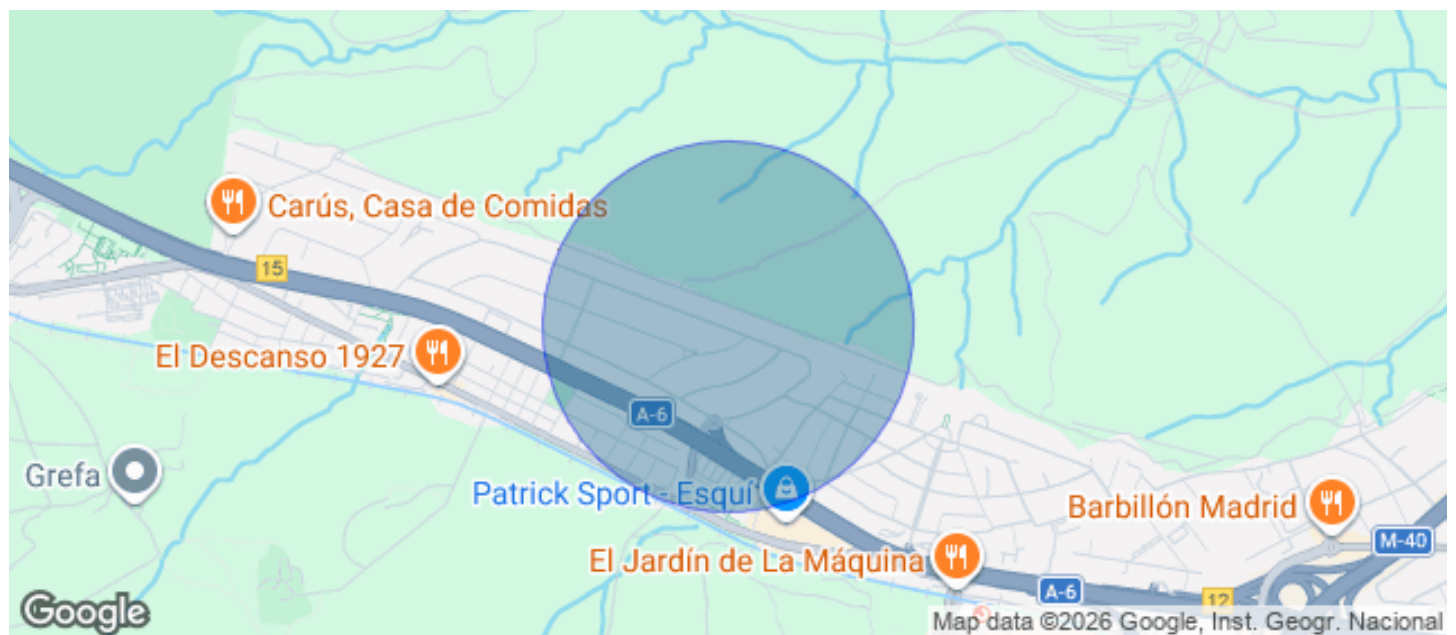 Carús, Casa de Comidas
15
El Descanso 1927
A-6
Grefa
Patrick Sport - Esquí
Barbillón Madrid
M-40
El Jardín de La Máquina
A-6
12
Google
Map data ©2026 Google, Inst. Geogr. Nacional